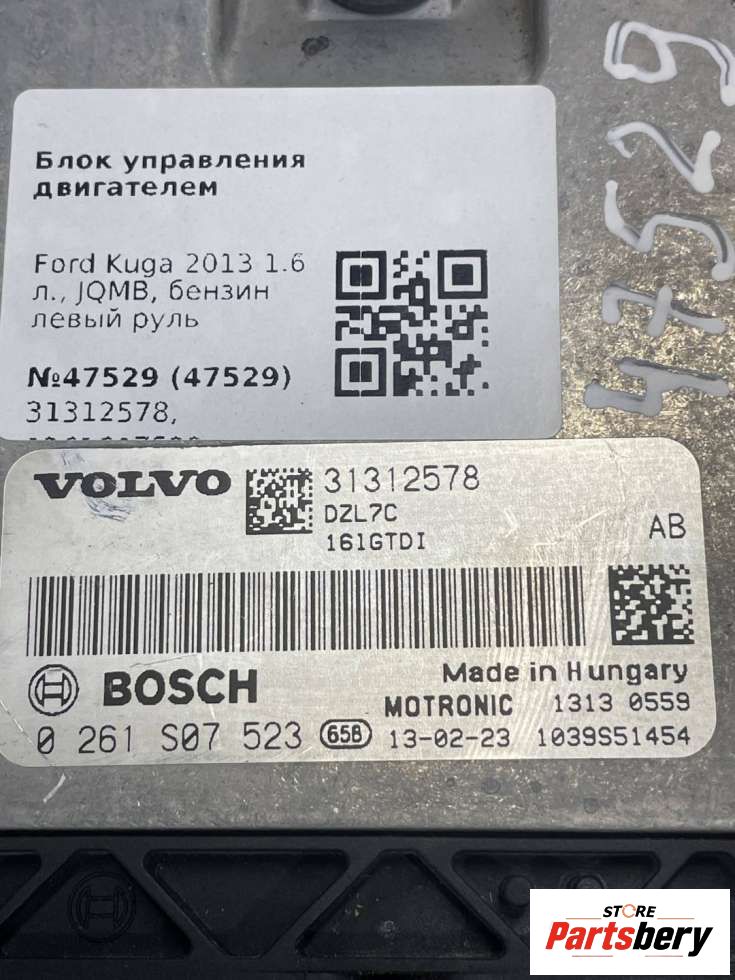 Блок управления
двигателем
Ford Kuga 2013 1.6
л., JQMB, бензин
левый руль
№47529 (47529)
31312578,
47529
VOLVO
31312578
DZL7C
161GTDI
AB
BOSCH
Made in Hungary
MOTRONIC 1313 0559
0 261 S07 523 658 13-02-23 1039S51454
STORE
Partsbery